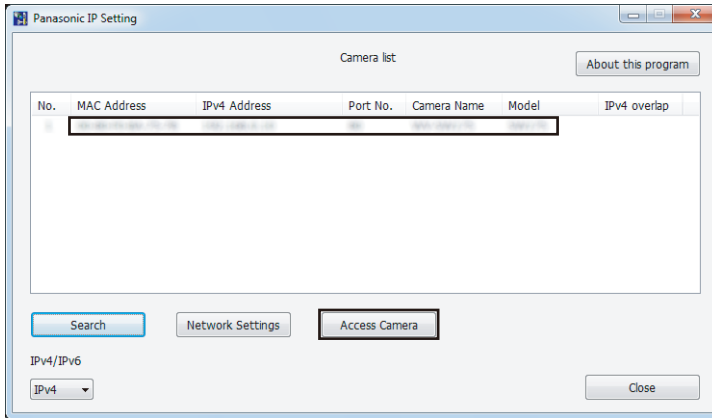 Panasonic IP Setting
Camera list
About this program
No. MAC Address IPv4 Address Port No. Camera Name Model IPv4 overlap
Search Network Settings Access Camera
IPv4/IPv6
IPv4
Close